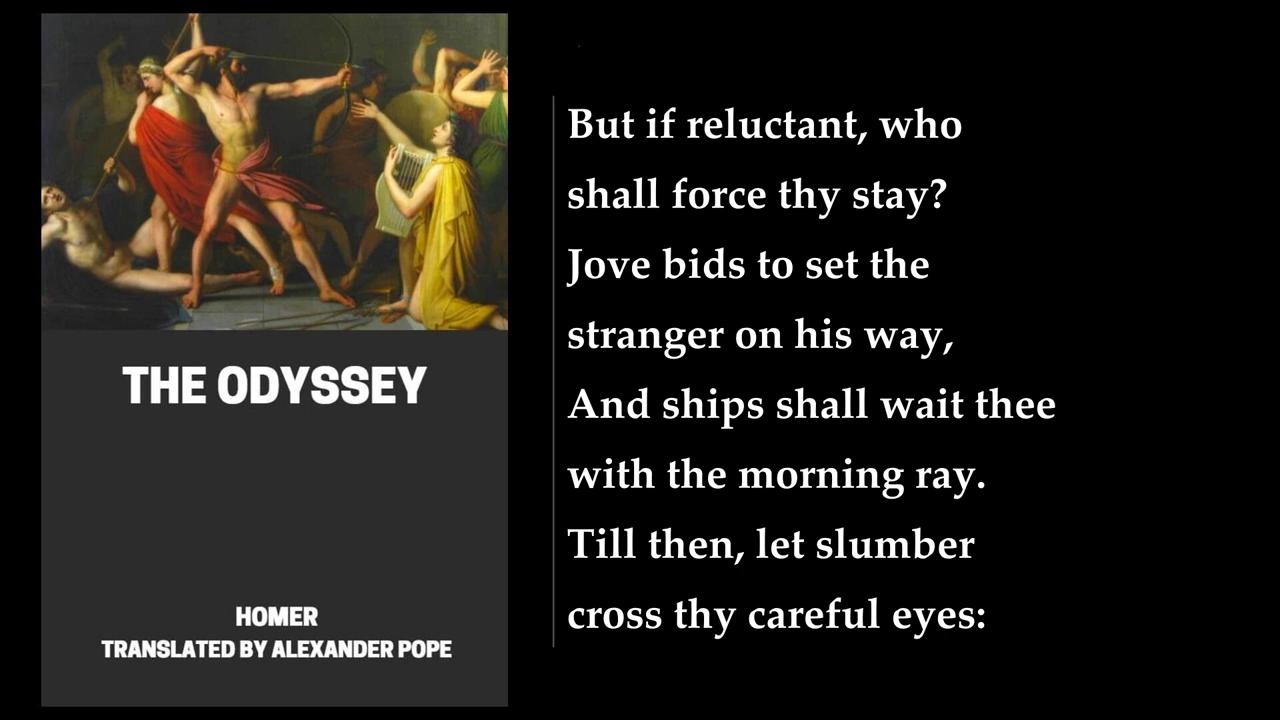 THE ODYSSEY
HOMER
TRANSLATED BY ALEXANDER POPE
But if reluctant, who
shall force thy stay?
Jove bids to set the
stranger on his way,
And ships shall wait thee
with the morning ray.
Till then, let slumber
cross thy careful eyes: